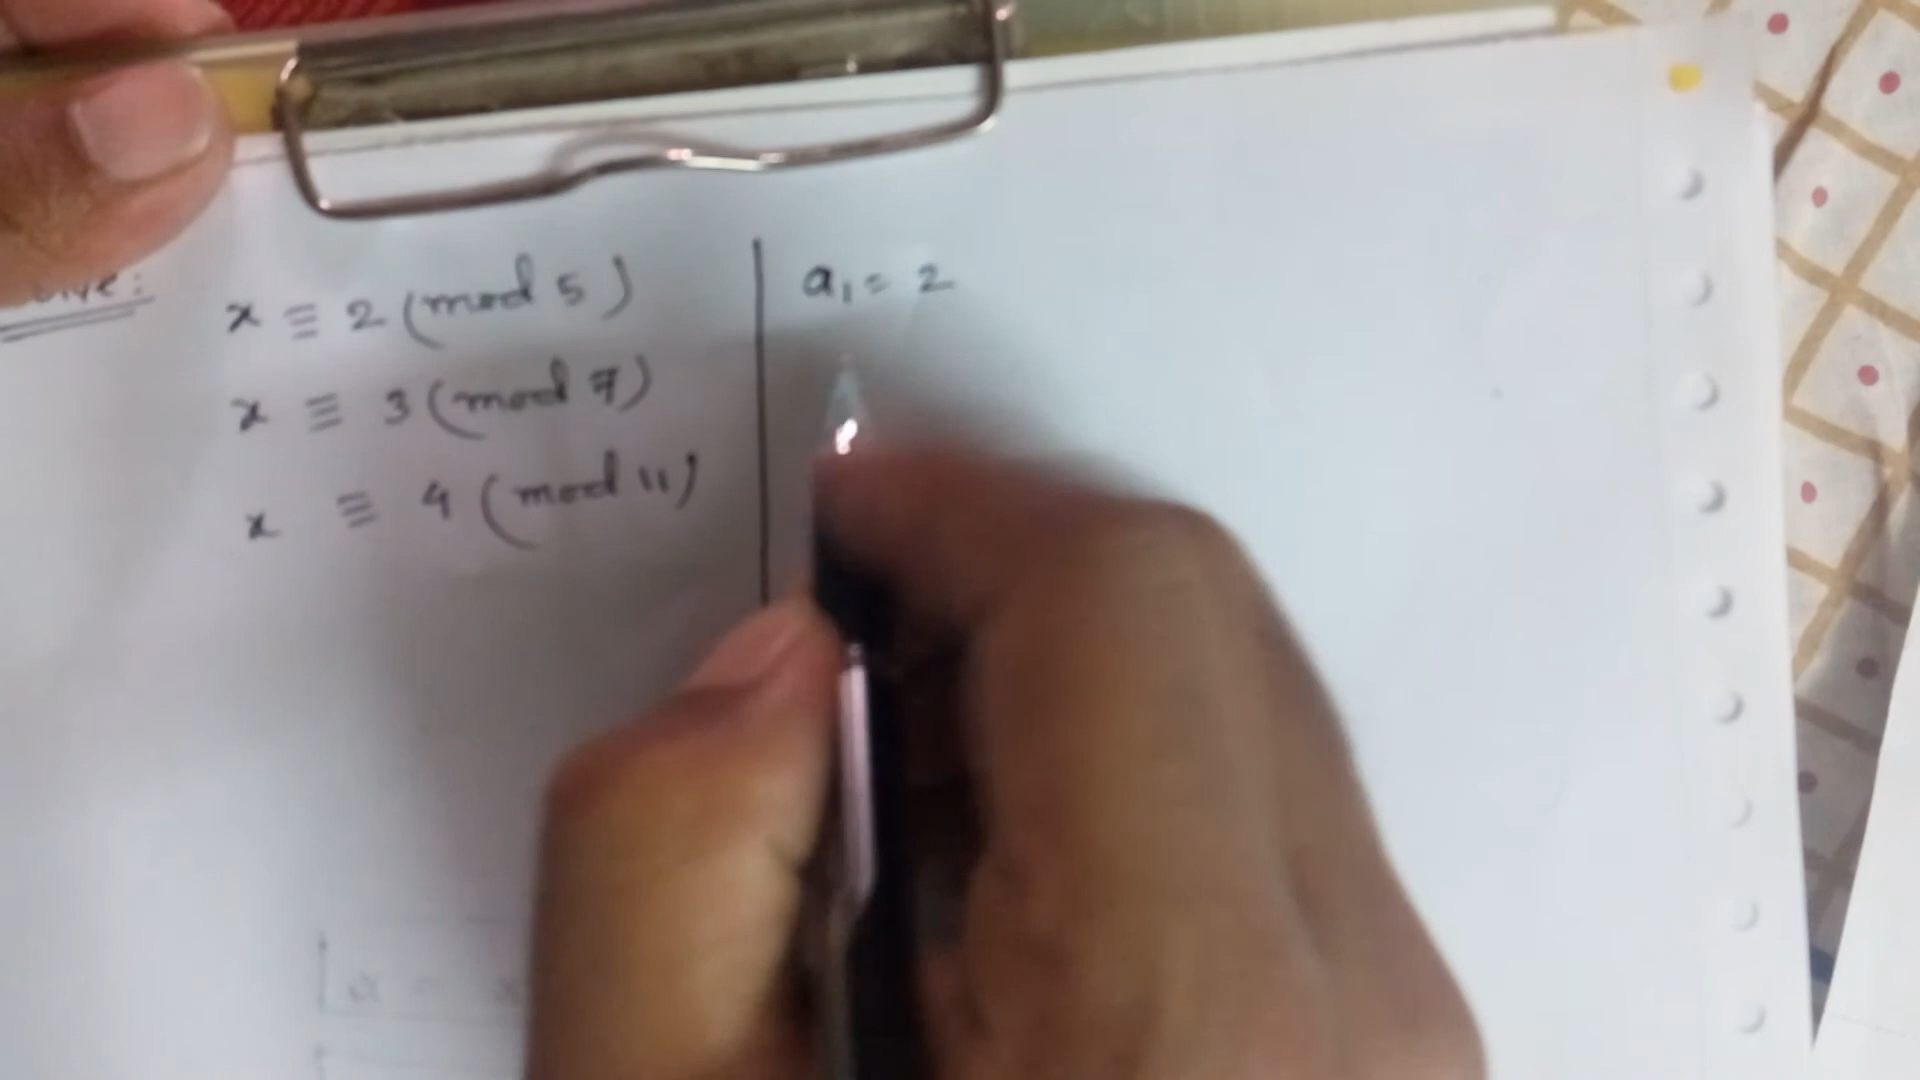 x ≡ 2 (mod 5)
x ≡ 3 (mod 7)
x ≡ 4 (mod 11)
a₁ = 2